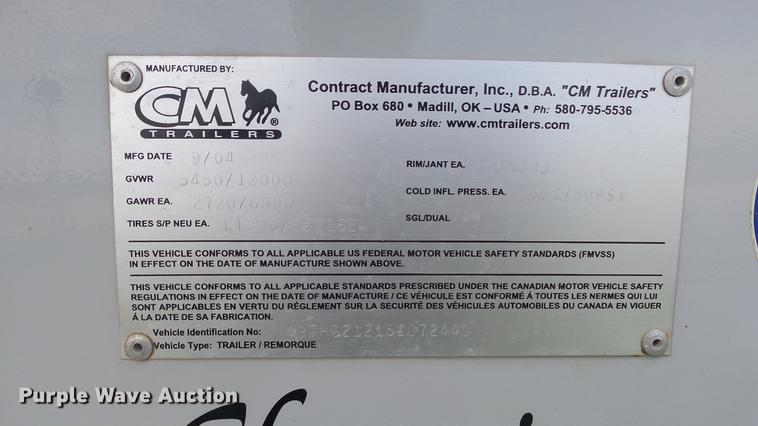 MANUFACTURED BY:
CM
TRAILERS
®
Contract Manufacturer, Inc., D.B.A. "CM Trailers"
PO Box 680 • Madill, OK – USA • Ph: 580-795-5536
Web site: www.cmtrailers.com
MFG DATE 9/04
RIM/JANT EA.
GVWR 5450/12000
COLD INFL. PRESS. EA.
GAWR EA. 2720/6000
TIRES S/P NEU EA.
SGL/DUAL
THIS VEHICLE CONFORMS TO ALL APPLICABLE US FEDERAL MOTOR VEHICLE SAFETY STANDARDS (FMVSS)
IN EFFECT ON THE DATE OF MANUFACTURE SHOWN ABOVE.
THIS VEHICLE CONFORMS TO ALL APPLICABLE STANDARDS PRESCRIBED UNDER THE CANADIAN MOTOR VEHICLE SAFETY
REGULATIONS IN EFFECT ON THE DATE OF MANUFACTURE / CE VÉHICULE EST CONFORMÉ Á TOUTES LES NERMES QUI LUI
SONT APPLICABLES EN VERTU DU RÉGLEMENT SUR LA SÉCURITÉ DES VÉHICULES AUTOMOBILES DU CANADA EN VIGUER
Á LA DATE DE SA FABRICATION.
Vehicle Identification No:
Vehicle Type: TRAILER / REMORQUE
Purple Wave Auction